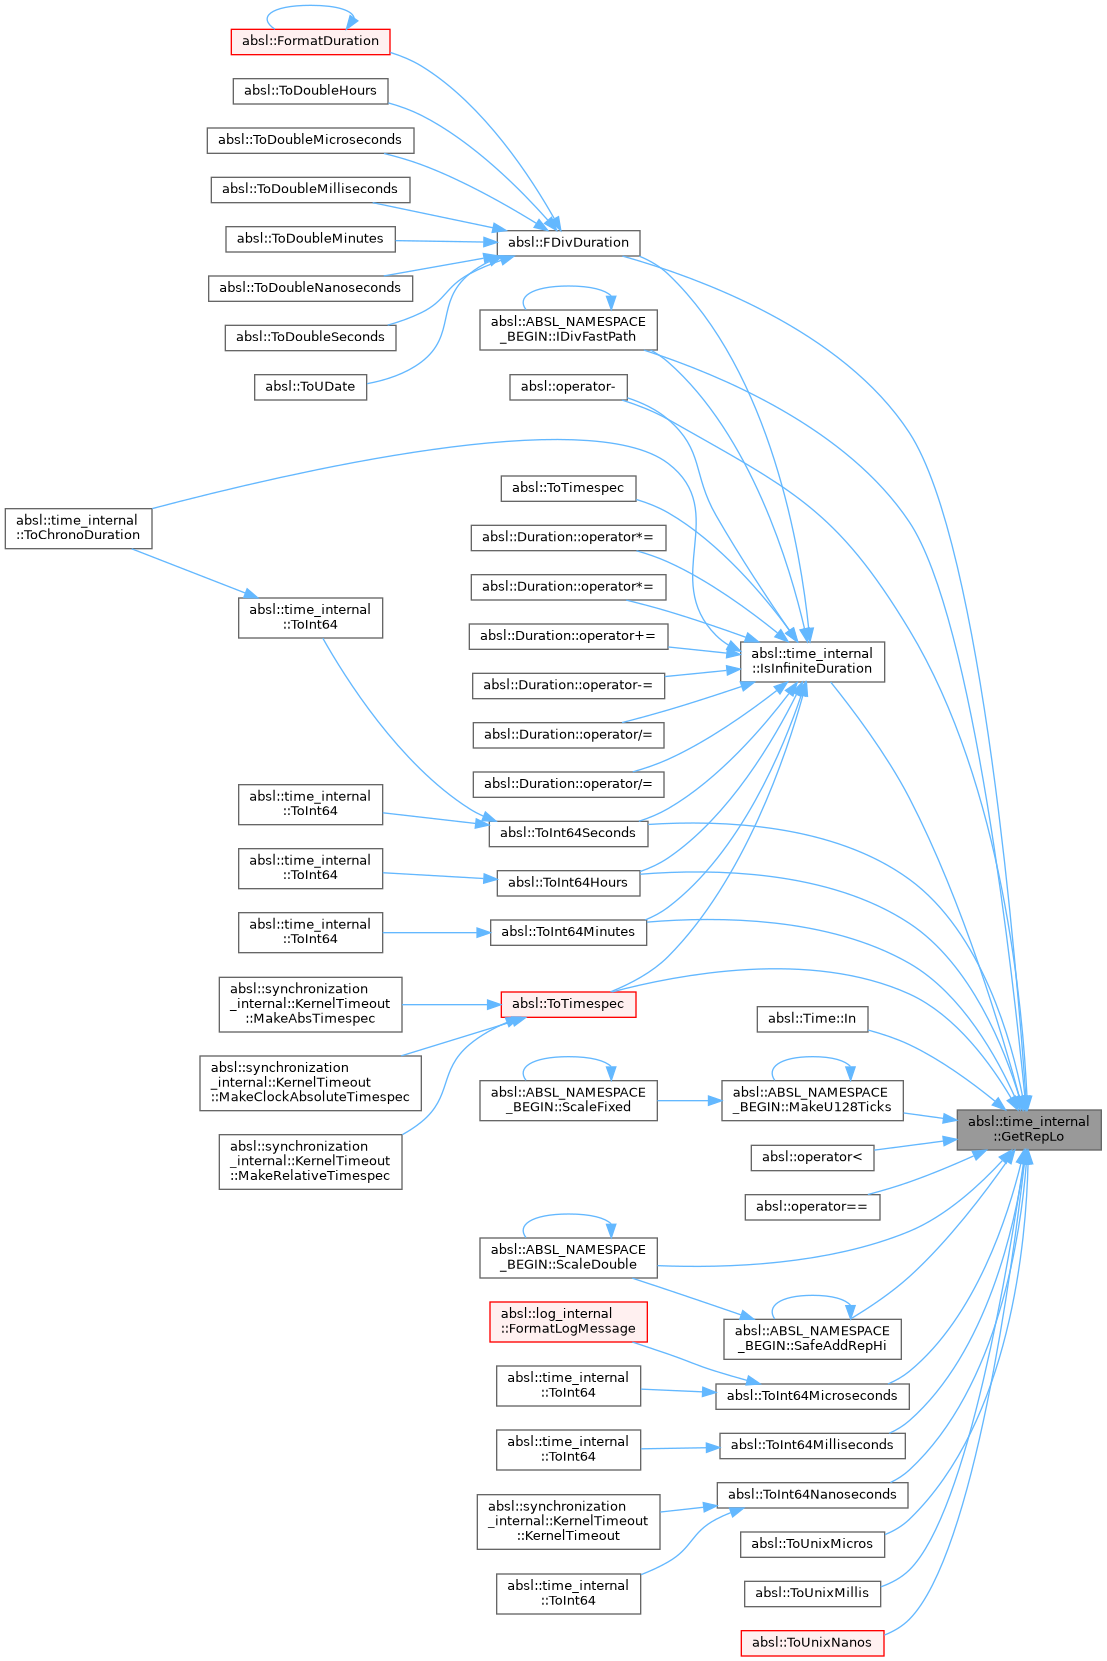 absl::FormatDuration
absl::ToDoubleHours
absl::ToDoubleMicroseconds
absl::ToDoubleMilliseconds
absl::ToDoubleMinutes
absl::FDivDuration
absl::ToDoubleNanoseconds
absl::ToDoubleSeconds
absl::ABSL_NAMESPACE
_BEGIN::IDivFastPath
absl::ToUDate
absl::operator-
absl::ToTimespec
absl::time_internal
::ToChronoDuration
absl::Duration::operator*=
absl::Duration::operator*=
absl::time_internal
::ToInt64
absl::Duration::operator+=
absl::time_internal
::IsInfiniteDuration
absl::Duration::operator-=
absl::Duration::operator/=
absl::Duration::operator/=
absl::time_internal
::ToInt64
absl::ToInt64Seconds
absl::time_internal
::ToInt64
absl::ToInt64Hours
absl::time_internal
::ToInt64
absl::ToInt64Minutes
absl::synchronization
_internal::KernelTimeout
::MakeAbsTimespec
absl::ToTimespec
absl::Time::In
absl::synchronization
_internal::KernelTimeout
::MakeClockAbsoluteTimespec
absl::ABSL_NAMESPACE
_BEGIN::ScaleFixed
absl::ABSL_NAMESPACE
_BEGIN::MakeU128Ticks
absl::time_internal
::GetRepLo
absl::synchronization
_internal::KernelTimeout
::MakeRelativeTimespec
absl::operator<
absl::operator==
absl::ABSL_NAMESPACE
_BEGIN::ScaleDouble
absl::log_internal
::FormatLogMessage
absl::ABSL_NAMESPACE
_BEGIN::SafeAddRepHi
absl::time_internal
::ToInt64
absl::ToInt64Microseconds
absl::time_internal
::ToInt64
absl::ToInt64Milliseconds
absl::ToInt64Nanoseconds
absl::synchronization
_internal::KernelTimeout
::KernelTimeout
absl::ToUnixMicros
absl::time_internal
::ToInt64
absl::ToUnixMillis
absl::ToUnixNanos